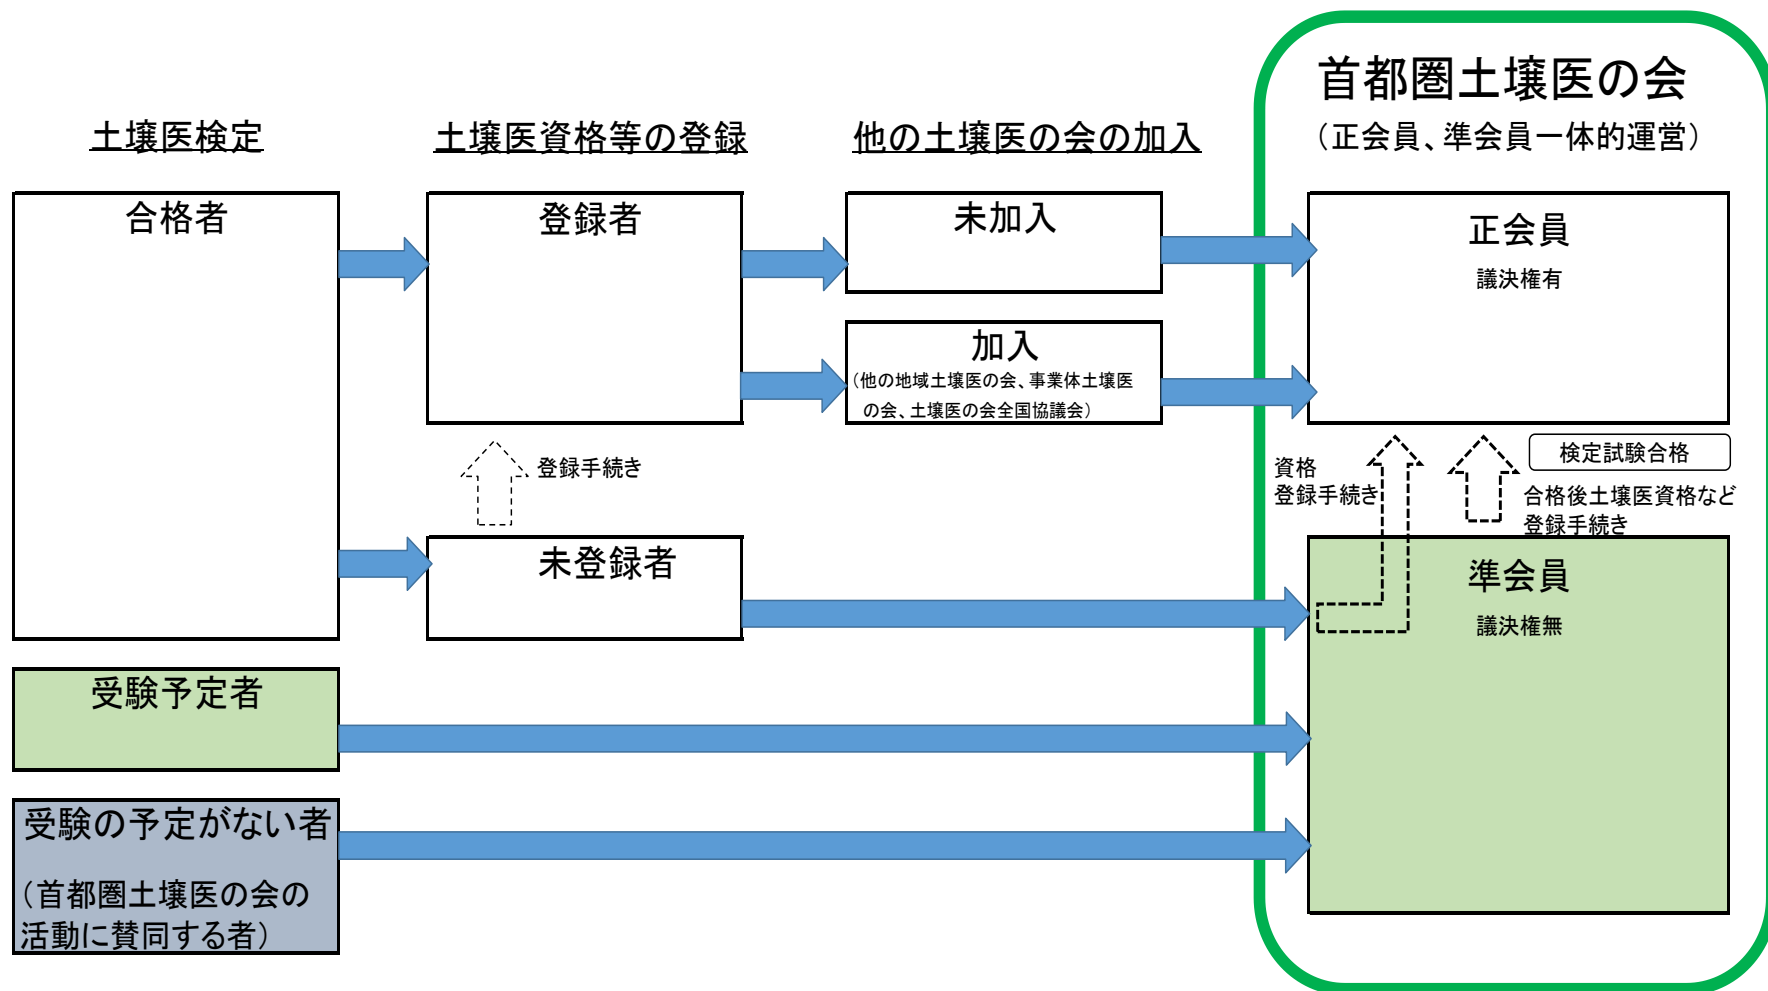 首都圏土壌医の会
（正会員、準会員一体的運営）
土壌医検定
土壌医資格等の登録
他の土壌医の会の加入
合格者
登録者
未加入
正会員
議決権有
加入
（他の地域土壌医の会、事業体土壌医
の会、土壌医の会全国協議会）
登録手続き
資格
登録手続き
検定試験合格
合格後土壌医資格など
登録手続き
未登録者
準会員
議決権無
受験予定者
受験の予定がない者
（首都圏土壌医の会の
活動に賛同する者）